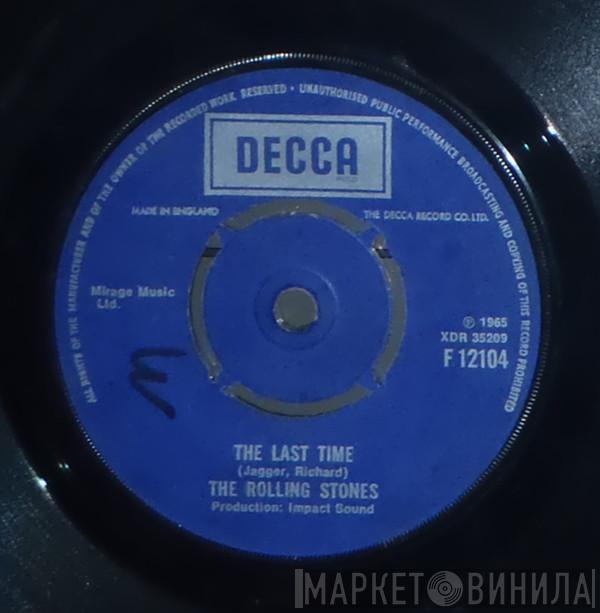 ALL RIGHTS OF THE MANUFACTURER AND OF THE OWNER OF THE RECORDED WORK RESERVED • UNAUTHORISED PUBLIC PERFORMANCE BROADCASTING AND COPYING OF THIS RECORD PROHIBITED
DECCA
MADE IN ENGLAND
THE DECCA RECORD CO. LTD.
Mirage Music
Ltd.
℗ 1965
XDR 35209
F 12104
THE LAST TIME
(Jagger, Richard)
THE ROLLING STONES
Production: Impact Sound
МАРКЕТ ВИНИЛА